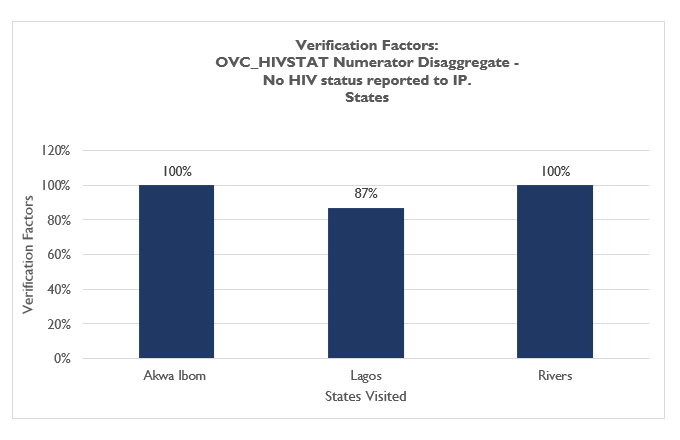 Verification Factors:
OVC_HIVSTAT Numerator Disaggregate -
No HIV status reported to IP.
States
120%
100%
80%
60%
40%
20%
0%
Verification Factors
100%
87%
100%
Akwa Ibom
Lagos
Rivers
States Visited